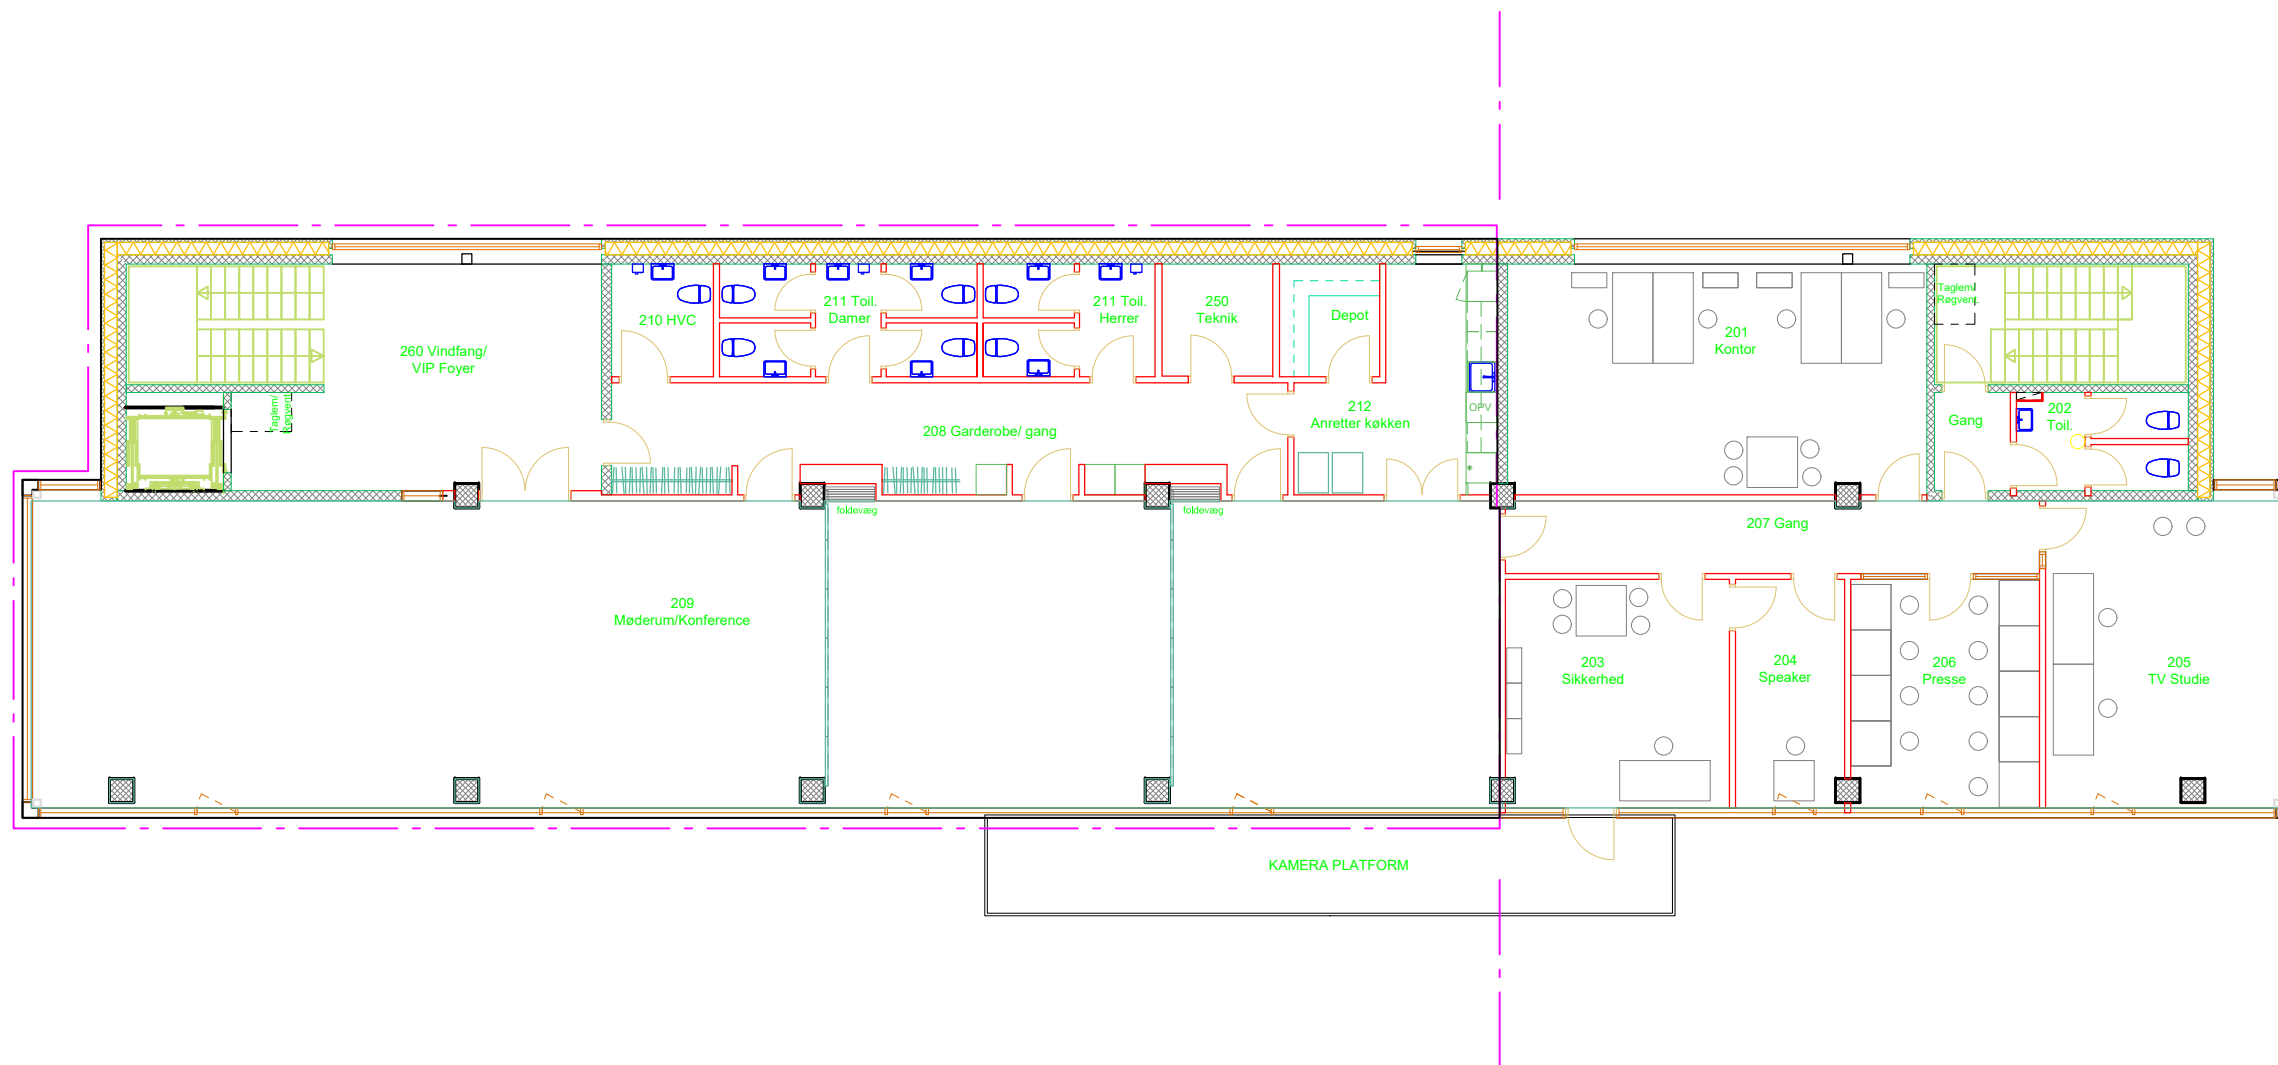 210 HVC
211 Toil.
Damer
211 Toil.
Herrer
250
Teknik
Depot
201
Kontor
Taglem/
Røgvent.
260 Vindfang/
VIP Foyer
Taglem/
Røgvent.
208 Garderobe/ gang
212
Anretter køkken
OPV
*
Gang
202
Toil.
foldevæg
foldevæg
207 Gang
209
Møderum/Konference
203
Sikkerhed
204
Speaker
206
Presse
205
TV Studie
KAMERA PLATFORM